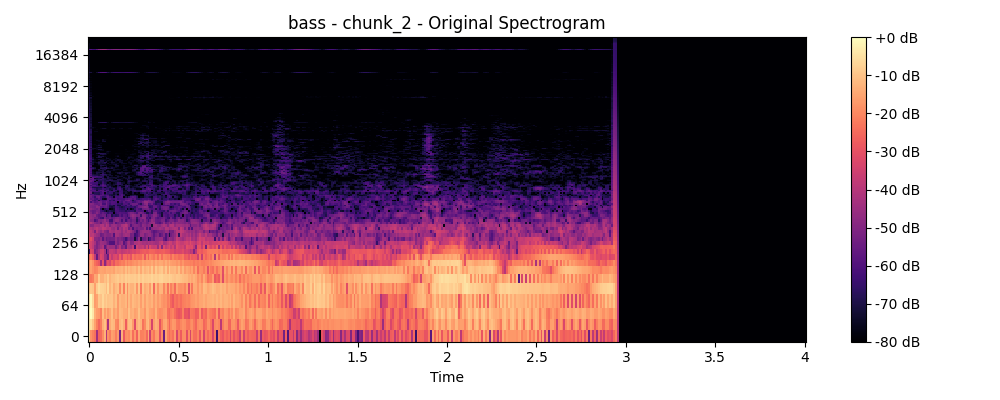 bass - chunk_2 - Original Spectrogram
Hz
16384
8192
4096
2048
1024
512
256
128
64
0
0 0.5 1 1.5 2 2.5 3 3.5 4
Time
+0 dB
-10 dB
-20 dB
-30 dB
-40 dB
-50 dB
-60 dB
-70 dB
-80 dB